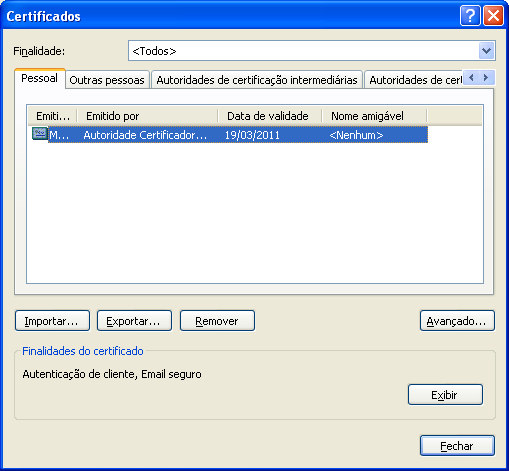 Certificados
Finalidade: <Todos>
Pessoal Outras pessoas Autoridades de certificação intermediárias Autoridades de cert
Emiti... Emitido por Data de validade Nome amigável
M... Autoridade Certificador... 19/03/2011 <Nenhum>
Importar... Exportar... Remover Avançado...
Finalidades do certificado
Autenticação de cliente, Email seguro
Exibir
Fechar